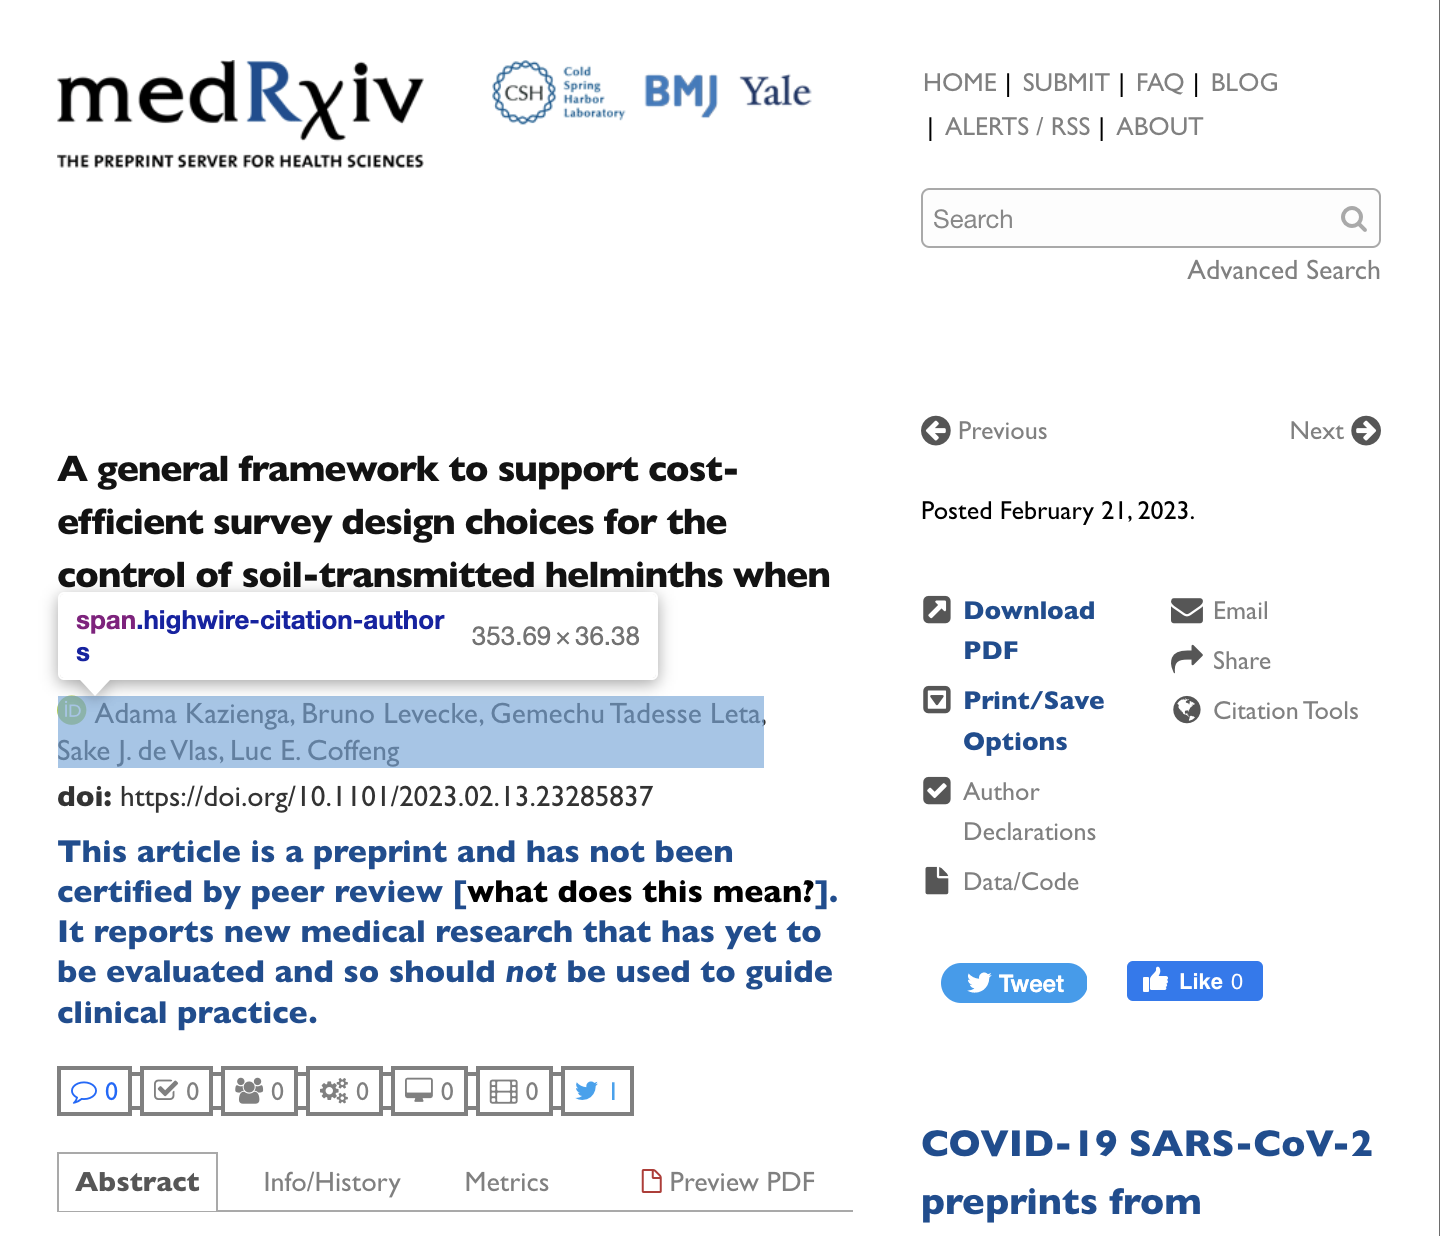 medRxiv
THE PREPRINT SERVER FOR HEALTH SCIENCES
CSH
Cold
Spring
Harbor
Laboratory
BMJ
Yale
HOME | SUBMIT | FAQ | BLOG
| ALERTS / RSS | ABOUT
Search
Advanced Search
Previous
Next
Posted February 21, 2023.
A general framework to support cost-
efficient survey design choices for the
control of soil-transmitted helminths when
span.highwire-citation-author
s
353.69 × 36.38
iD Adama Kazienga, Bruno Levecke, Gemechu Tadesse Leta,
Sake J. de Vlas, Luc E. Coffeng
doi: https://doi.org/10.1101/2023.02.13.23285837
This article is a preprint and has not been
certified by peer review [what does this mean?].
It reports new medical research that has yet to
be evaluated and so should not be used to guide
clinical practice.
0 0 0 0 0 0 1
Abstract Info/History Metrics Preview PDF
Download
PDF
Print/Save
Options
Author
Declarations
Data/Code
Email
Share
Citation Tools
Tweet
Like 0
COVID-19 SARS-CoV-2
preprints from